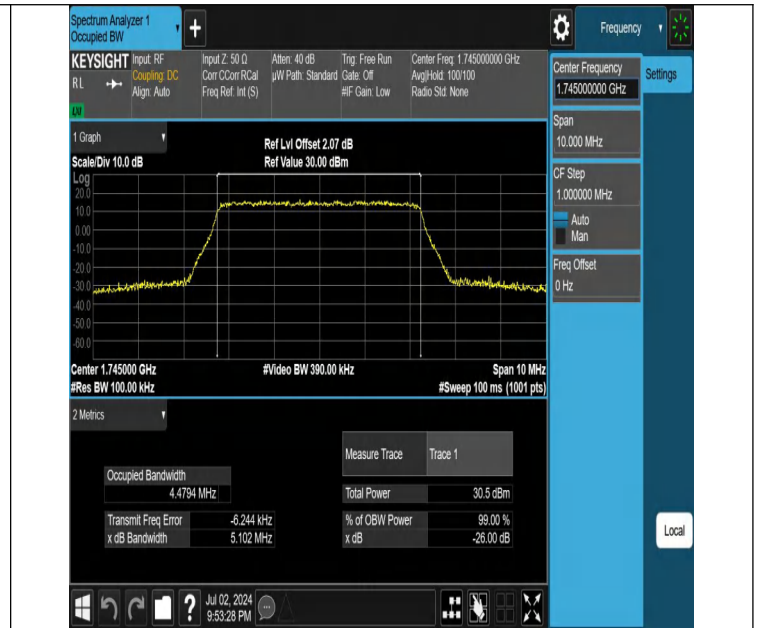 Spectrum Analyzer 1
Occupied BW
+
Frequency
KEYSIGHT
RL
LXI
Input: RF
Coupling: DC
Align: Auto
Input Z: 50 Ω
Corr CCorr RCal
Freq Ref: Int (S)
Atten: 40 dB
µW Path: Standard
Trig: Free Run
Gate: Off
#IF Gain: Low
Center Freq: 1.745000000 GHz
Avg|Hold: 100/100
Radio Std: None
Center Frequency
1.745000000 GHz
Settings
Span
10.000 MHz
CF Step
1.000000 MHz
Auto
Man
Freq Offset
0 Hz
Local
1 Graph
Scale/Div 10.0 dB
Ref Lvl Offset 2.07 dB
Ref Value 30.00 dBm
Log
20.0
10.0
0.00
-10.0
-20.0
-30.0
-40.0
-50.0
-60.0
Center 1.745000 GHz
#Res BW 100.00 kHz
#Video BW 390.00 kHz
Span 10 MHz
#Sweep 100 ms (1001 pts)
2 Metrics
Measure Trace Trace 1
Occupied Bandwidth
4.4794 MHz
Total Power 30.5 dBm
Transmit Freq Error -6.244 kHz
% of OBW Power 99.00 %
x dB Bandwidth 5.102 MHz
x dB -26.00 dB
?
Jul 02, 2024
9:53:28 PM